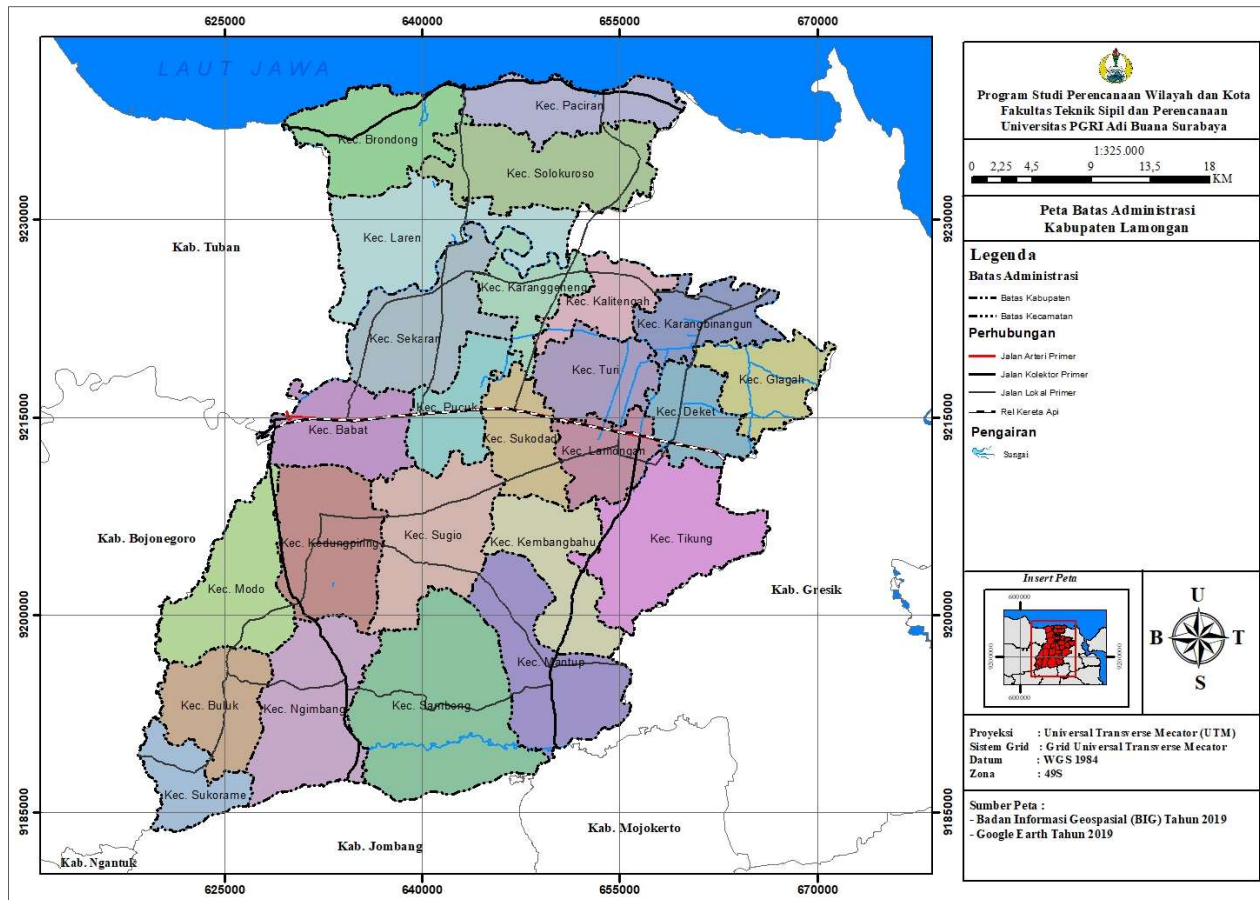 625000 640000 655000 670000
LAUT JAWA
Kec. Paciran
Kec. Brondong
Kec. Solokuroso
9230000 9230000
Kec. Laren
Kab. Tuban
Kec. Karanggeneng
Kec. Kalitengah
Kec. Karangbinangun
Kec. Sekaran
Kec. Turi
Kec. Glagah
Kec. Pucuk
Kec. Deket
9215000 9215000
Kec. Babat
Kec. Sukodad
Kec. Lamongan
Kec. Kedungpiring
Kec. Sugio
Kec. Kembangbahu
Kec. Tikung
Kab. Bojonegoro
Kec. Modo
Kab. Gresik
9200000 9200000
Kec. Mantup
Kec. Buluk
Kec. Ngimbang
Kec. Sambeng
Kec. Sukorame
9185000 9185000
Kab. Mojokerto
Kab. Jombang
Kab. Ngantuk
625000 640000 655000 670000
Program Studi Perencanaan Wilayah dan Kota
Fakultas Teknik Sipil dan Perencanaan
Universitas PGRI Adi Buana Surabaya
1:325.000
0 2,25 4,5 9 13,5 18
KM
Peta Batas Administrasi
Kabupaten Lamongan
Legenda
Batas Administrasi
Batas Kabupaten
Batas Kecamatan
Perhubungan
Jalan Arteri Primer
Jalan Kolektor Primer
Jalan Lokal Primer
Rel Kereta Api
Pengairan
Sungai
Insert Peta
600000
9200000 9200000
600000
U
B T
S
Proyeksi : Universal Transverse Mecator (UTM)
Sistem Grid : Grid Universal Transverse Mecator
Datum : WGS 1984
Zona : 49S
Sumber Peta :
- Badan Informasi Geospasial (BIG) Tahun 2019
- Google Earth Tahun 2019